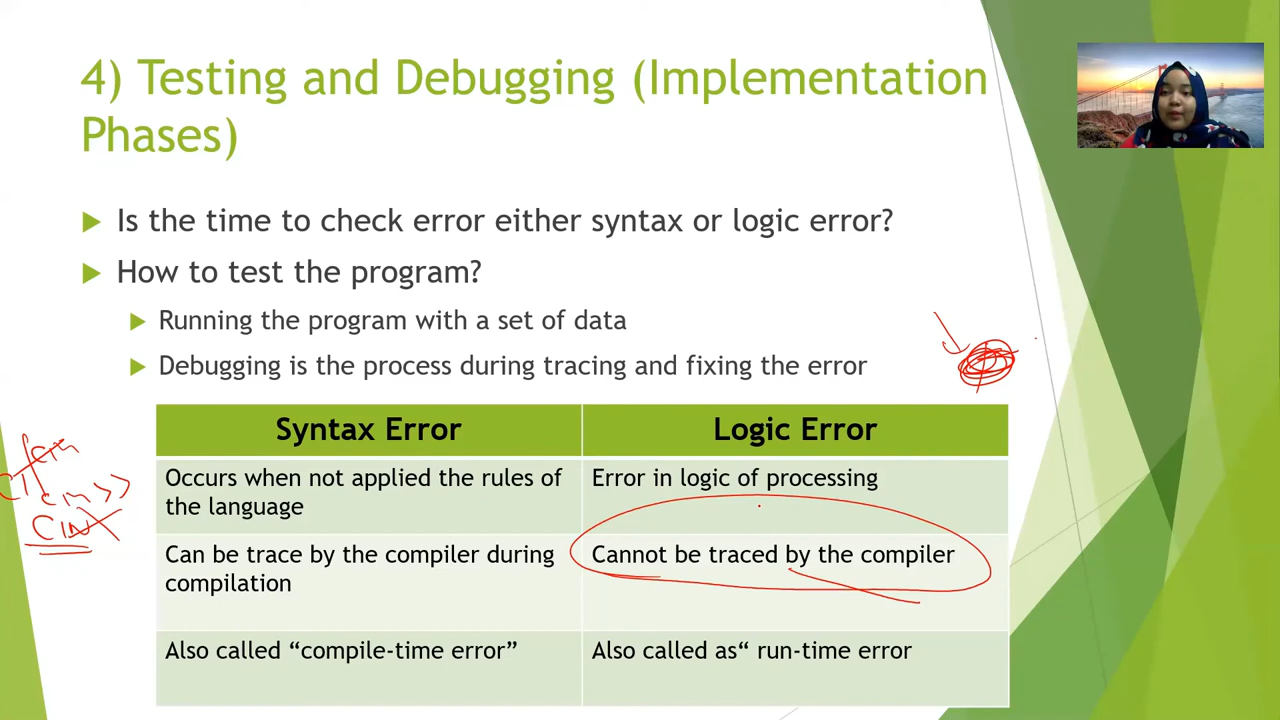 4) Testing and Debugging (Implementation
Phases)
Is the time to check error either syntax or logic error?
How to test the program?
Running the program with a set of data
Debugging is the process during tracing and fixing the error
Syntax Error
Logic Error
Occurs when not applied the rules of
the language
Error in logic of processing
Can be trace by the compiler during
compilation
Cannot be traced by the compiler
Also called “compile-time error”
Also called as“ run-time error
cin >>
CIN